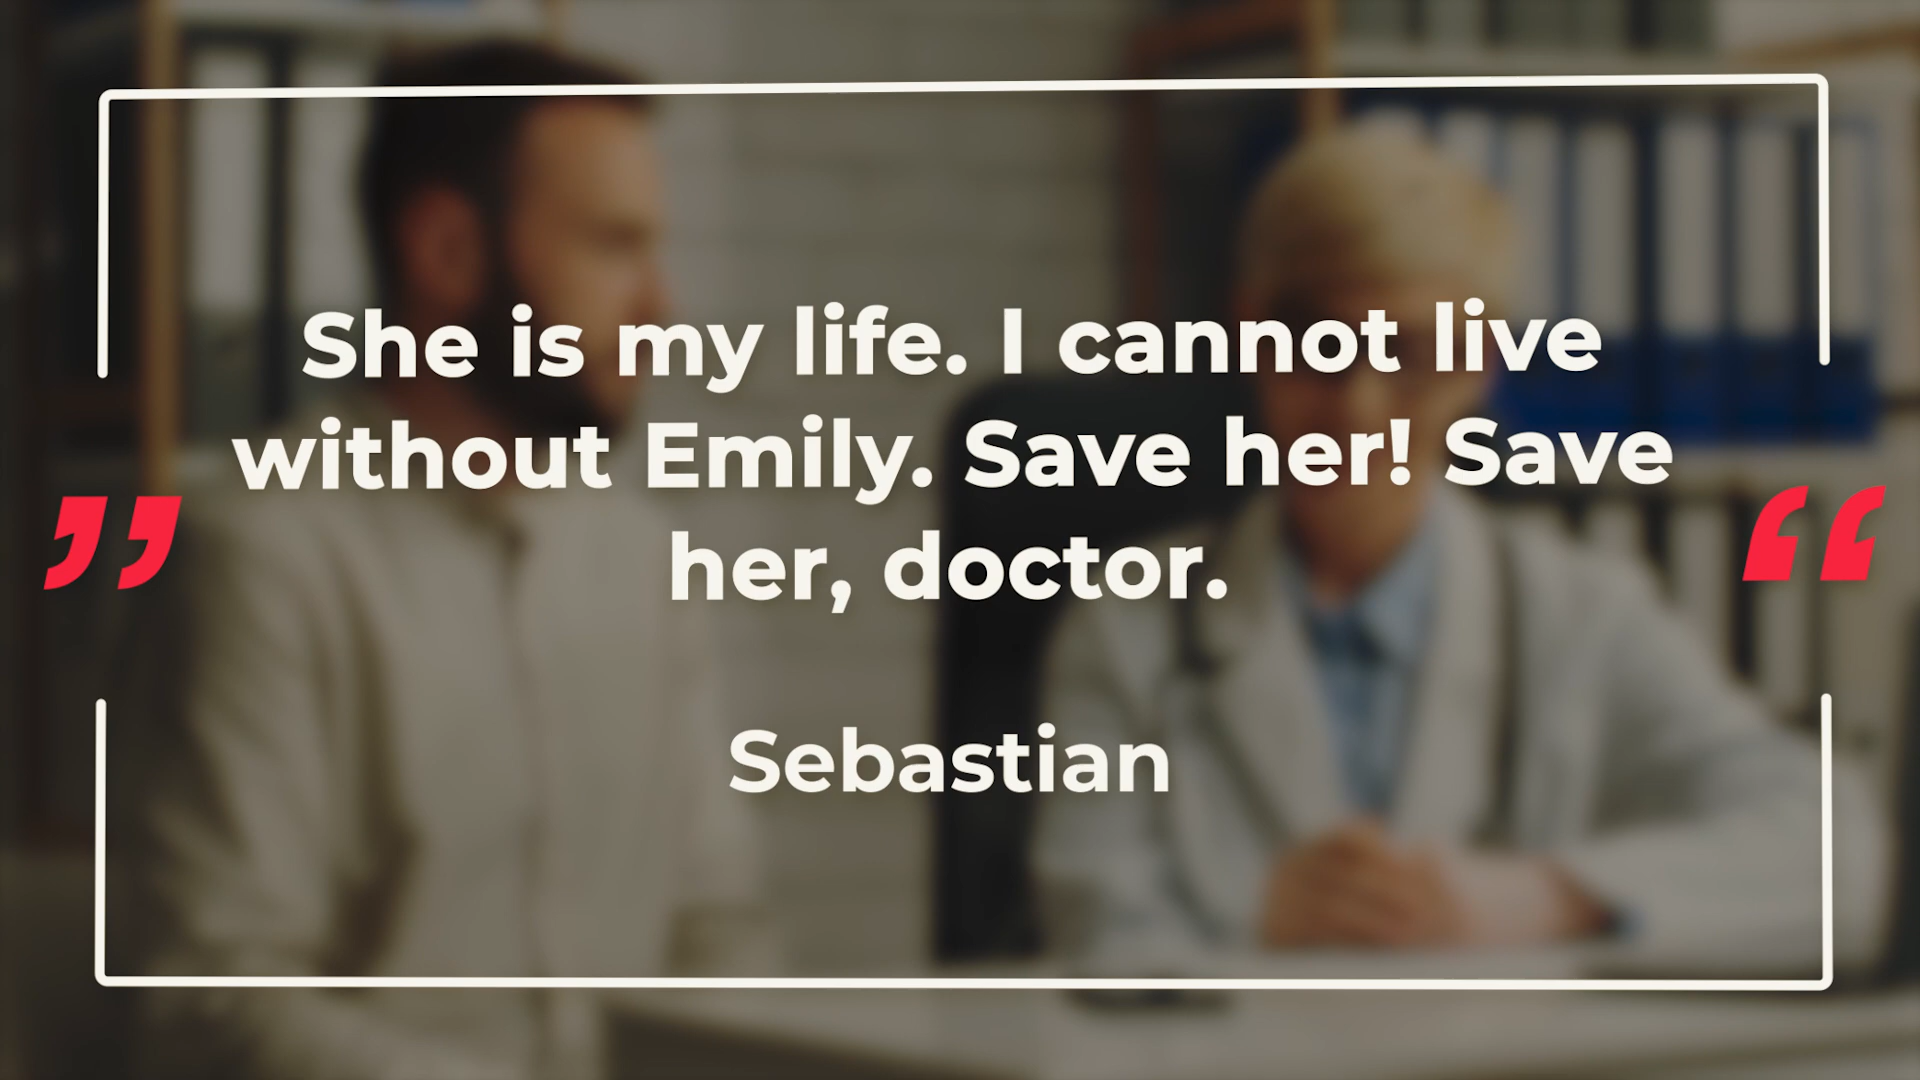 She is my life. I cannot live
without Emily. Save her! Save
her, doctor.
Sebastian